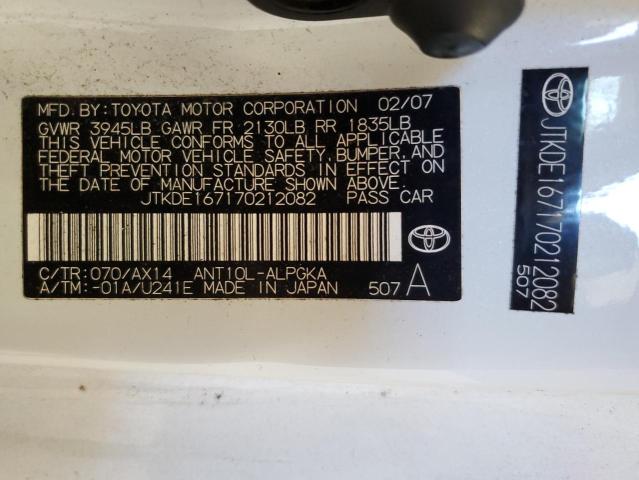 MFD. BY: TOYOTA MOTOR CORPORATION 02/07
GVWR 3945LB GAWR FR 2130LB RR 1835LB
THIS VEHICLE CONFORMS TO ALL APPLICABLE
FEDERAL MOTOR VEHICLE SAFETY, BUMPER, AND
THEFT PREVENTION STANDARDS IN EFFECT ON
THE DATE OF MANUFACTURE SHOWN ABOVE.
JTKDE167170212082 PASS CAR
C/TR: 070/AX14 ANT10L-ALPGKA
A/TM: -01A/U241E MADE IN JAPAN 507 A
JTKDE167170212082
507